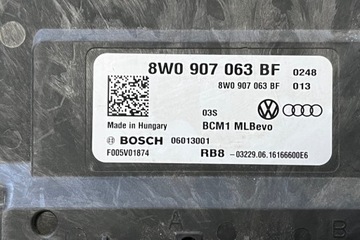 8W0 907 063 BF 0248
8W0 907 063 BF 013
03S
Made in Hungary BCM1 MLBevo
BOSCH 06013001
F005V01874 RB8 -03229.06.16166600E6
A B